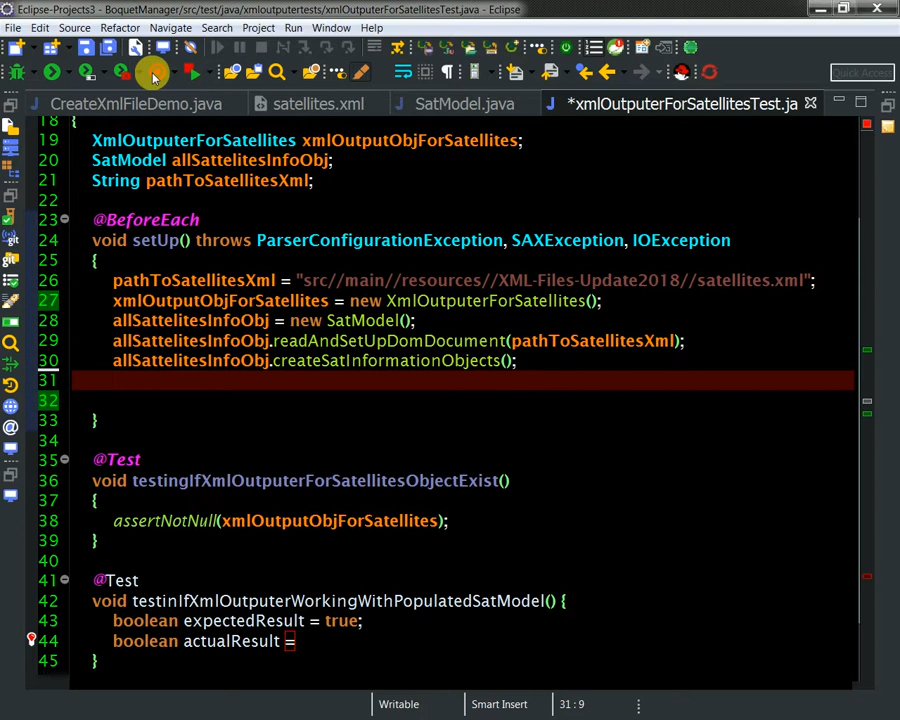 Eclipse-Projects3 - BoquetManager/src/test/java/xmloutputertests/xmlOutputerForSatellitesTest.java - Eclipse
File Edit Source Refactor Navigate Search Project Run Window Help
Quick Access
CreateXmlFileDemo.java satellites.xml SatModel.java *xmlOutputerForSatellitesTest.ja
18 {
19 XmlOutputerForSatellites xmlOutputObjForSatellites;
20 SatModel allSattelitesInfoObj;
21 String pathToSatellitesXml;
22
23 @BeforeEach
24 void setUp() throws ParserConfigurationException, SAXException, IOException
25 {
26 pathToSatellitesXml = "src//main//resources//XML-Files-Update2018//satellites.xml";
27 xmlOutputObjForSatellites = new XmlOutputerForSatellites();
28 allSattelitesInfoObj = new SatModel();
29 allSattelitesInfoObj.readAndSetUpDomDocument(pathToSatellitesXml);
30 allSattelitesInfoObj.createSatInformationObjects();
31
32
33 }
34
35 @Test
36 void testingIfXmlOutputerForSatellitesObjectExist()
37 {
38 assertNotNull(xmlOutputObjForSatellites);
39 }
40
41 @Test
42 void testinIfXmlOutputerWorkingWithPopulatedSatModel() {
43 boolean expectedResult = true;
44 boolean actualResult =
45 }
Writable Smart Insert 31 : 9